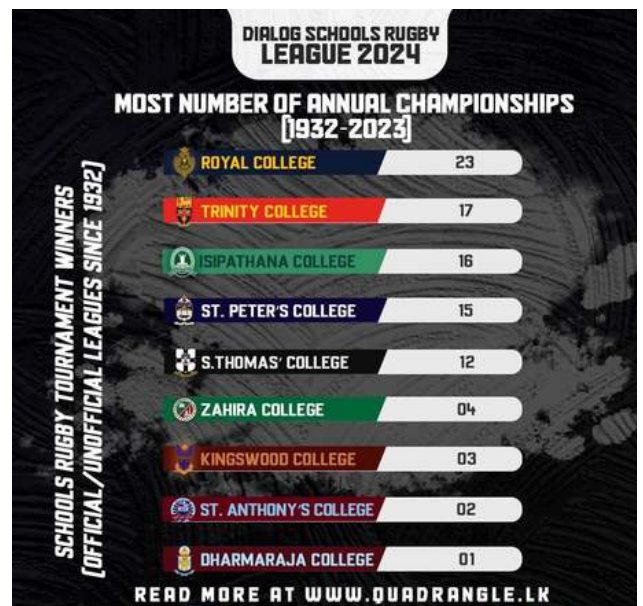 DIALOG SCHOOLS RUGBY
LEAGUE 2024
MOST NUMBER OF ANNUAL CHAMPIONSHIPS
[1932-2023]
SCHOOLS RUGBY TOURNAMENT WINNERS
[OFFICIAL/UNOFFICIAL LEAGUES SINCE 1932]
ROYAL COLLEGE 23
TRINITY COLLEGE 17
ISIPATHANA COLLEGE 16
ST. PETER'S COLLEGE 15
S.THOMAS' COLLEGE 12
ZAHIRA COLLEGE 04
KINGSWOOD COLLEGE 03
ST. ANTHONY'S COLLEGE 02
DHARMARAJA COLLEGE 01
READ MORE AT WWW.QUADRANGLE.LK